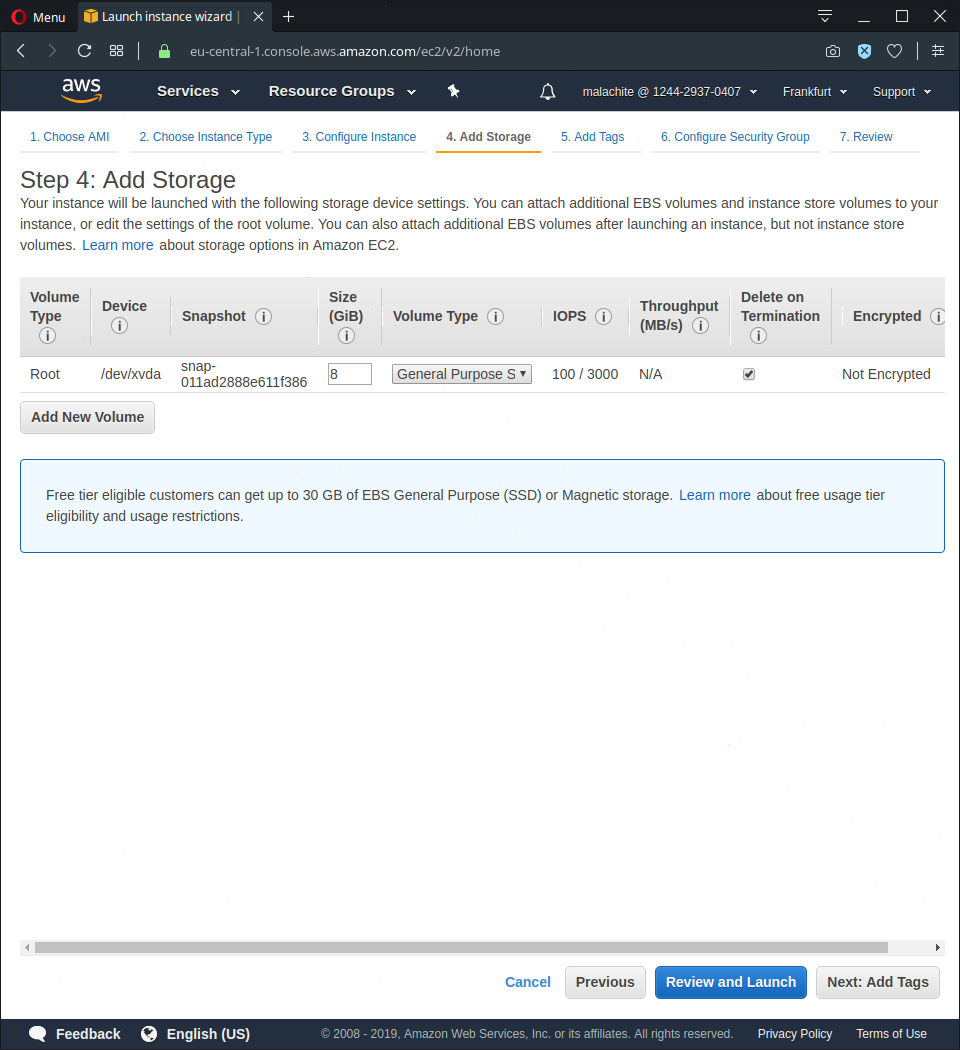 Menu
Launch instance wizard |
eu-central-1.console.aws.amazon.com/ec2/v2/home
aws
Services
Resource Groups
malachite @ 1244-2937-0407
Frankfurt
Support
1. Choose AMI
2. Choose Instance Type
3. Configure Instance
4. Add Storage
5. Add Tags
6. Configure Security Group
7. Review
Step 4: Add Storage
Your instance will be launched with the following storage device settings. You can attach additional EBS volumes and instance store volumes to your
instance, or edit the settings of the root volume. You can also attach additional EBS volumes after launching an instance, but not instance store
volumes. Learn more about storage options in Amazon EC2.
Volume
Type
i
Device
i
Snapshot i
Size
(GiB)
i
Volume Type i
IOPS i
Throughput
(MB/s) i
Delete on
Termination
i
Encrypted i
Root
/dev/xvda
snap-
011ad2888e611f386
8
General Purpose S
100 / 3000
N/A
Not Encrypted
Add New Volume
Free tier eligible customers can get up to 30 GB of EBS General Purpose (SSD) or Magnetic storage. Learn more about free usage tier
eligibility and usage restrictions.
Cancel
Previous
Review and Launch
Next: Add Tags
Feedback
English (US)
© 2008 - 2019, Amazon Web Services, Inc. or its affiliates. All rights reserved.
Privacy Policy
Terms of Use